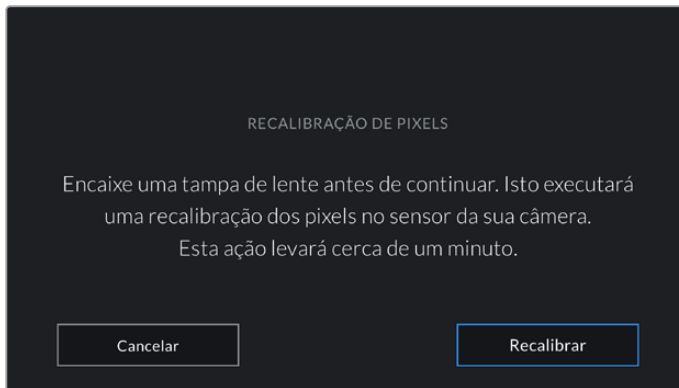 RECALIBRAÇÃO DE PIXELS
Encaixe uma tampa de lente antes de continuar. Isto executará
uma recalibração dos pixels no sensor da sua câmera.
Esta ação levará cerca de um minuto.
Cancelar
Recalibrar